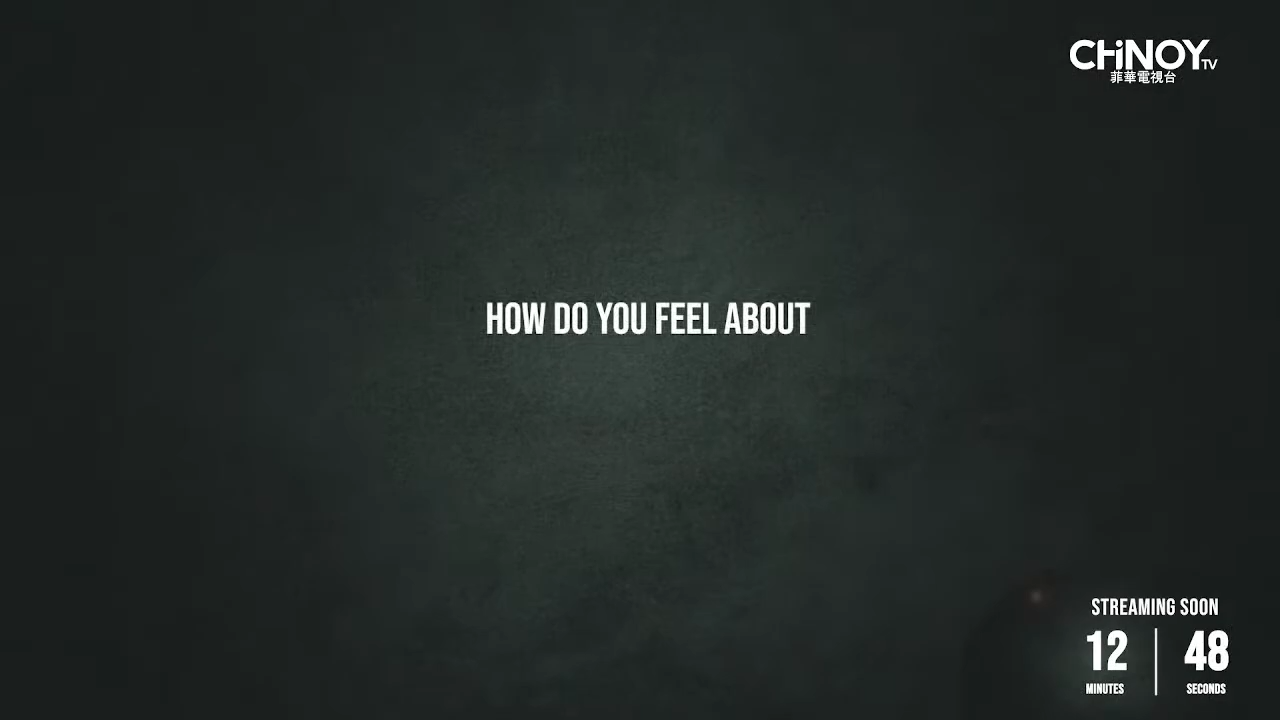 CHiNOY TV
菲華電視台
HOW DO YOU FEEL ABOUT
STREAMING SOON
12 48
MINUTES SECONDS